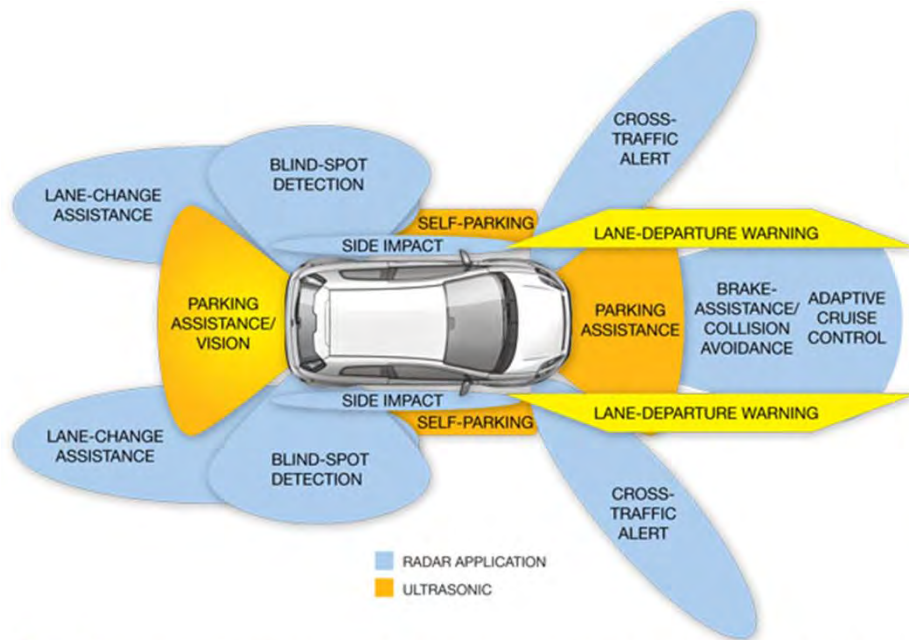 CROSS-
TRAFFIC
ALERT
BLIND-SPOT
DETECTION
LANE-CHANGE
ASSISTANCE
SELF-PARKING
SIDE IMPACT
LANE-DEPARTURE WARNING
PARKING
ASSISTANCE/
VISION
PARKING
ASSISTANCE
BRAKE-
ASSISTANCE/
COLLISION
AVOIDANCE
ADAPTIVE
CRUISE
CONTROL
SIDE IMPACT
SELF-PARKING
LANE-DEPARTURE WARNING
LANE-CHANGE
ASSISTANCE
BLIND-SPOT
DETECTION
CROSS-
TRAFFIC
ALERT
RADAR APPLICATION
ULTRASONIC